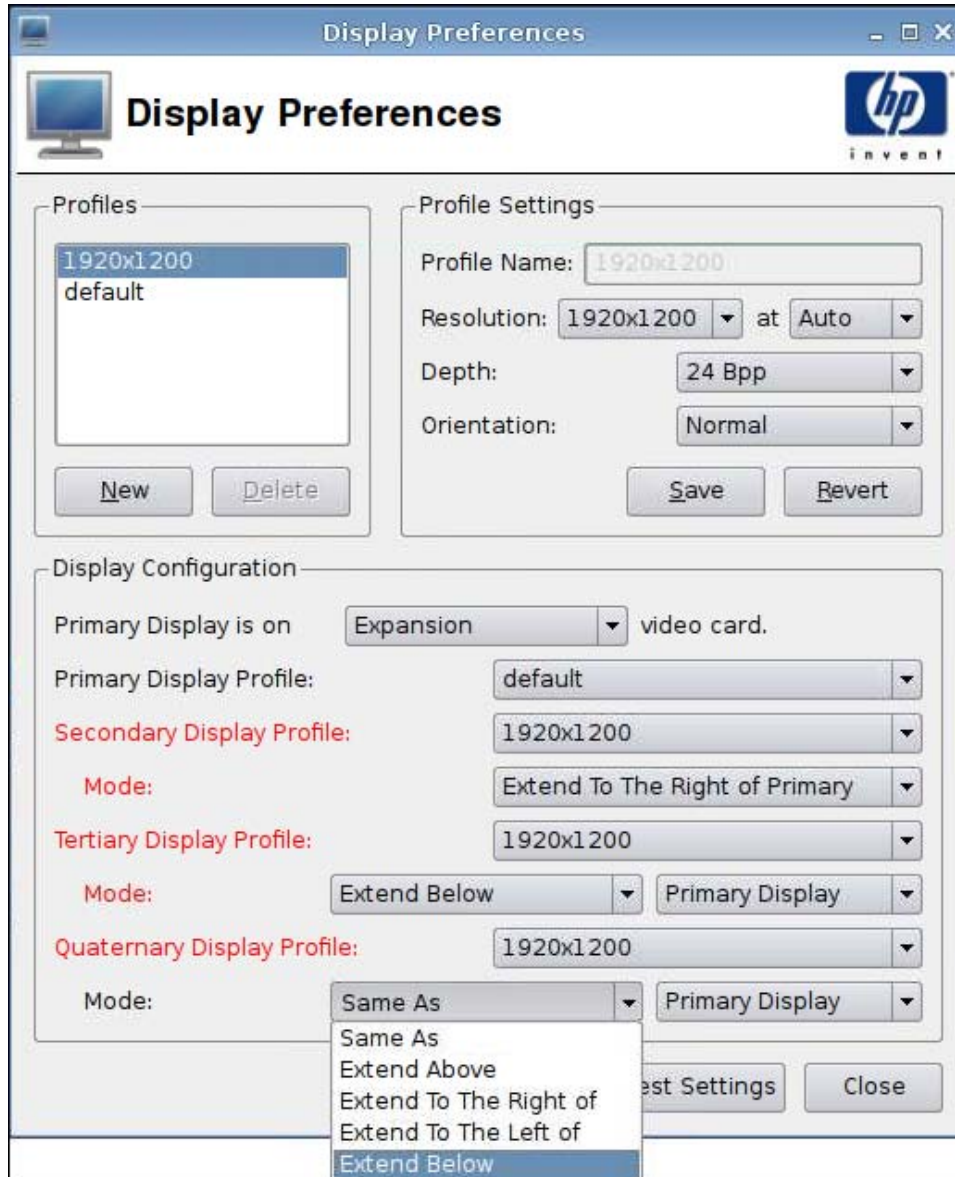 Display Preferences
Display Preferences
hp
invent
Profiles
1920x1200
default
New
Delete
Profile Settings
Profile Name: 1920x1200
Resolution: 1920x1200 at Auto
Depth: 24 Bpp
Orientation: Normal
Save
Revert
Display Configuration
Primary Display is on Expansion video card.
Primary Display Profile: default
Secondary Display Profile: 1920x1200
Mode: Extend To The Right of Primary
Tertiary Display Profile: 1920x1200
Mode: Extend Below Primary Display
Quaternary Display Profile: 1920x1200
Mode: Same As Primary Display
Same As
Extend Above
Extend To The Right of
Extend To The Left of
Extend Below
est Settings
Close